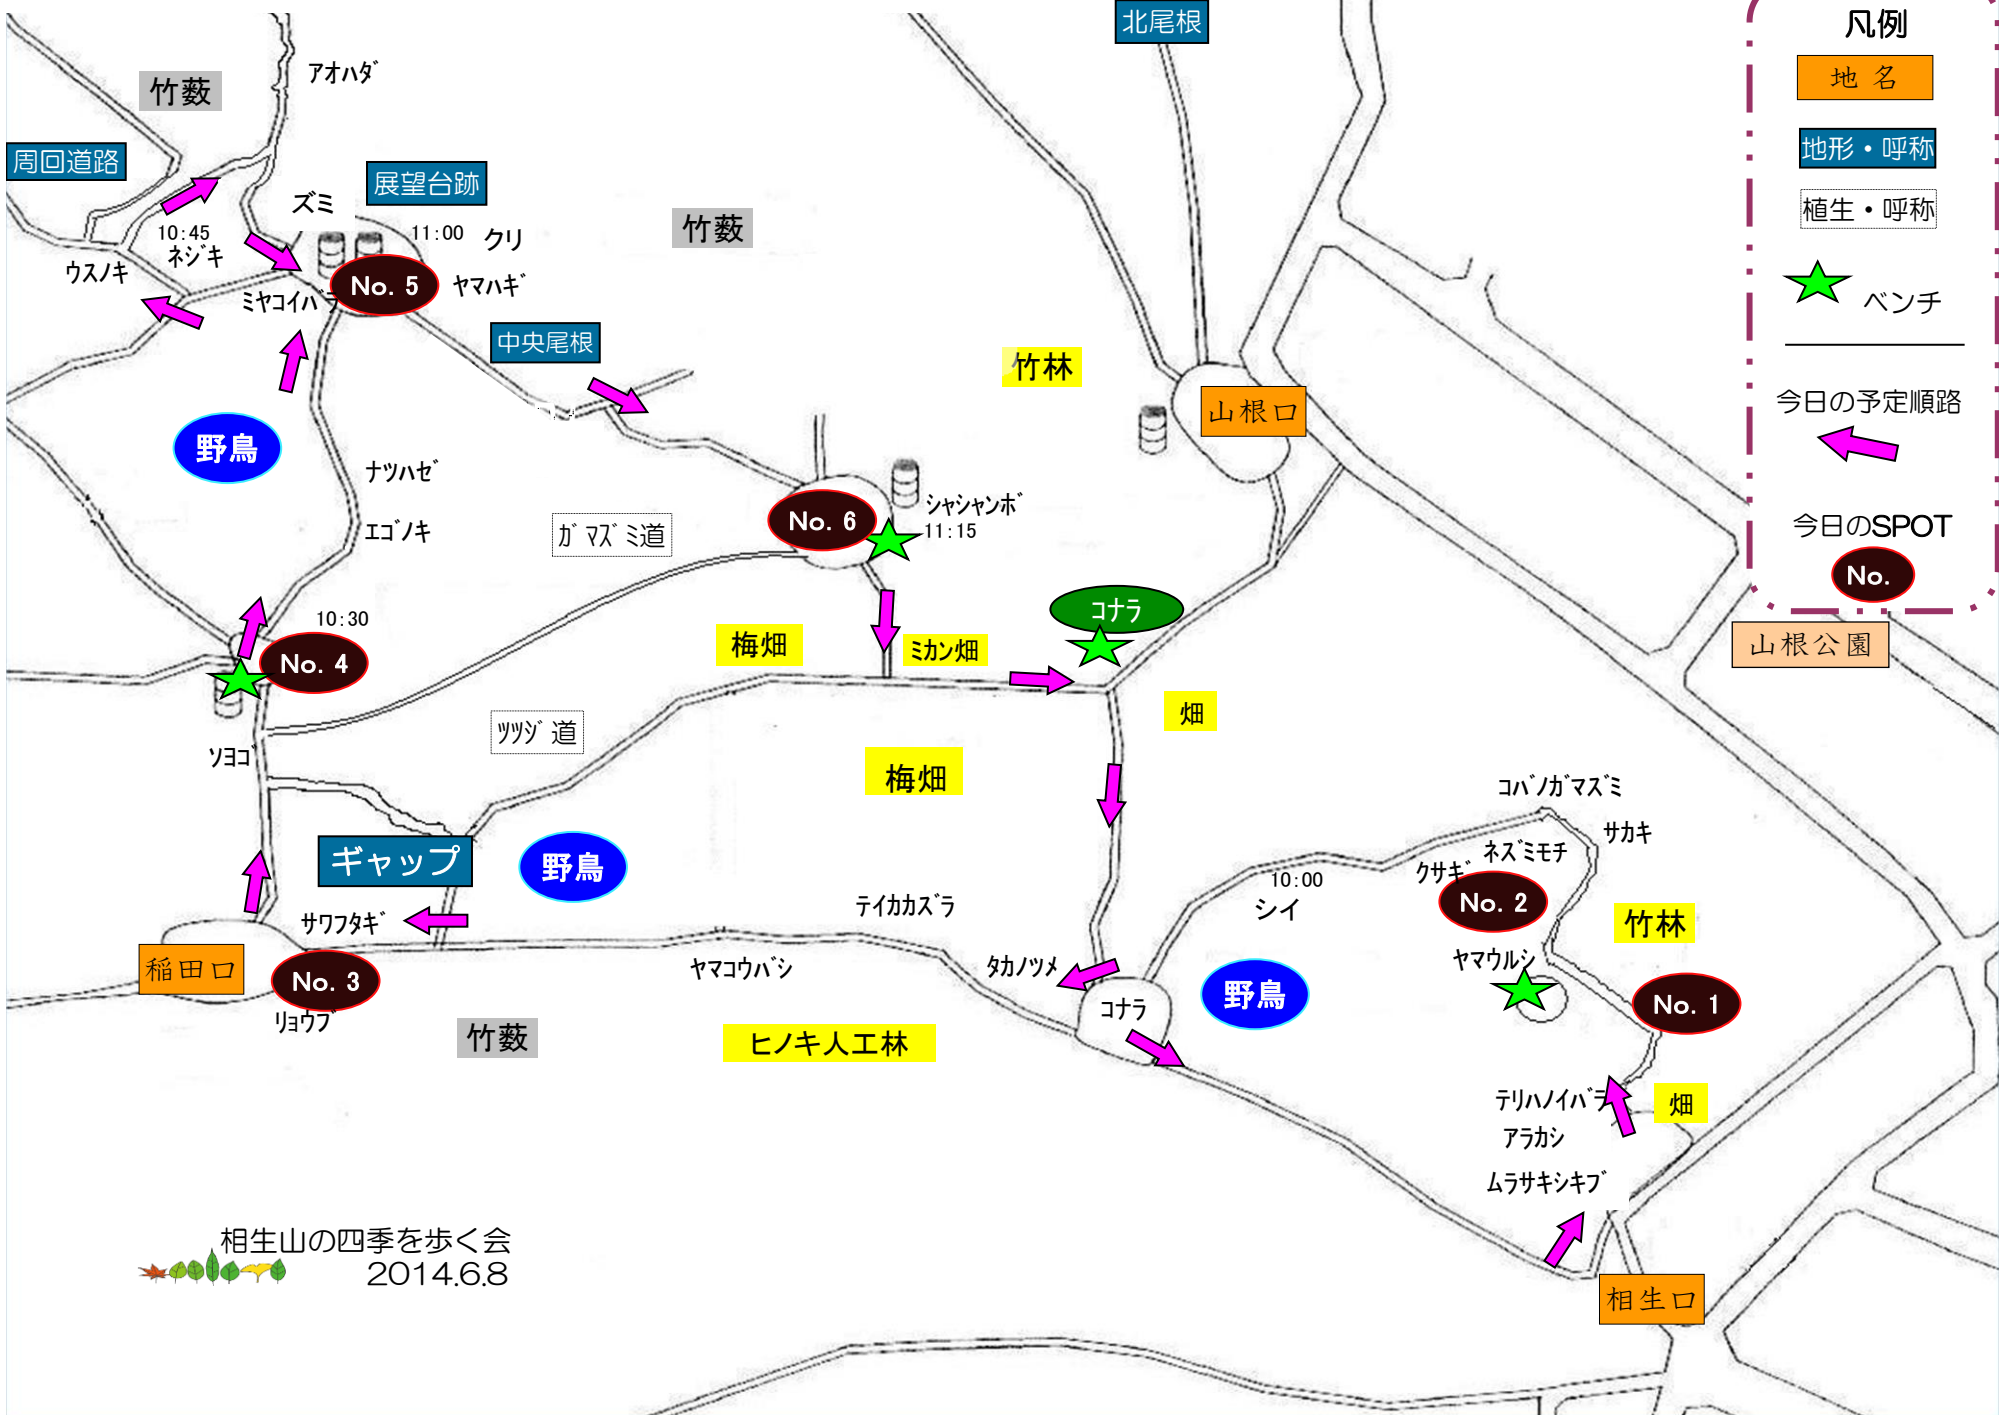 北尾根
凡例
地 名
地形・呼称
植生・呼称
ベンチ
今日の予定順路
今日のSPOT
No.
山根公園
アオハダ
竹薮
周回道路
展望台跡
ズミ
10:45
ネジキ
11:00
クリ
竹薮
ウスノキ
ミヤコイバラ
No. 5
ヤマハギ
中央尾根
竹林
山根口
野鳥
ナツハゼ
エゴノキ
ガマズミ道
No. 6
シャシャンボ
11:15
コナラ
10:30
No. 4
梅畑
ミカン畑
畑
ソヨゴ
ツツジ道
梅畑
コバノガマズミ
サカキ
ネズミモチ
クサギ
No. 2
10:00
シイ
ギャップ
野鳥
サワフタギ
テイカカズラ
竹林
稲田口
No. 3
リョウブ
ヤマコウバシ
タカノツメ
コナラ
野鳥
ヤマウルシ
No. 1
竹薮
ヒノキ人工林
テリハノイバラ
畑
アラカシ
ムラサキシキブ
相生口
相生山の四季を歩く会
2014.6.8